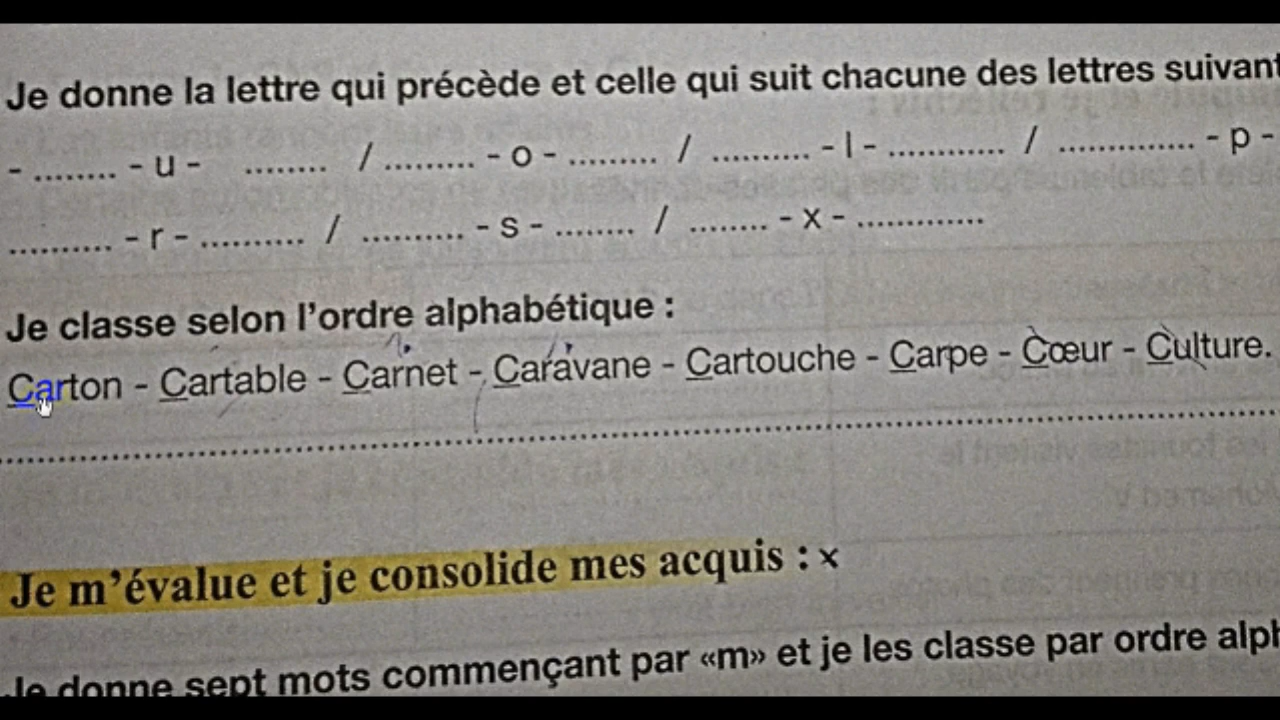 Je donne la lettre qui précède et celle qui suit chacune des lettres suivant
- ........ - u - ........ / ......... - o - ......... / .......... - l - ............ / .............. - p -
........... - r - ........... / ........... - s - ........ / ........ - x - .............
Je classe selon l'ordre alphabétique :
Carton - Cartable - Carnet - Caravane - Cartouche - Carpe - Cœur - Culture.
Je m'évalue et je consolide mes acquis : ×
Je donne sept mots commençant par «m» et je les classe par ordre alph